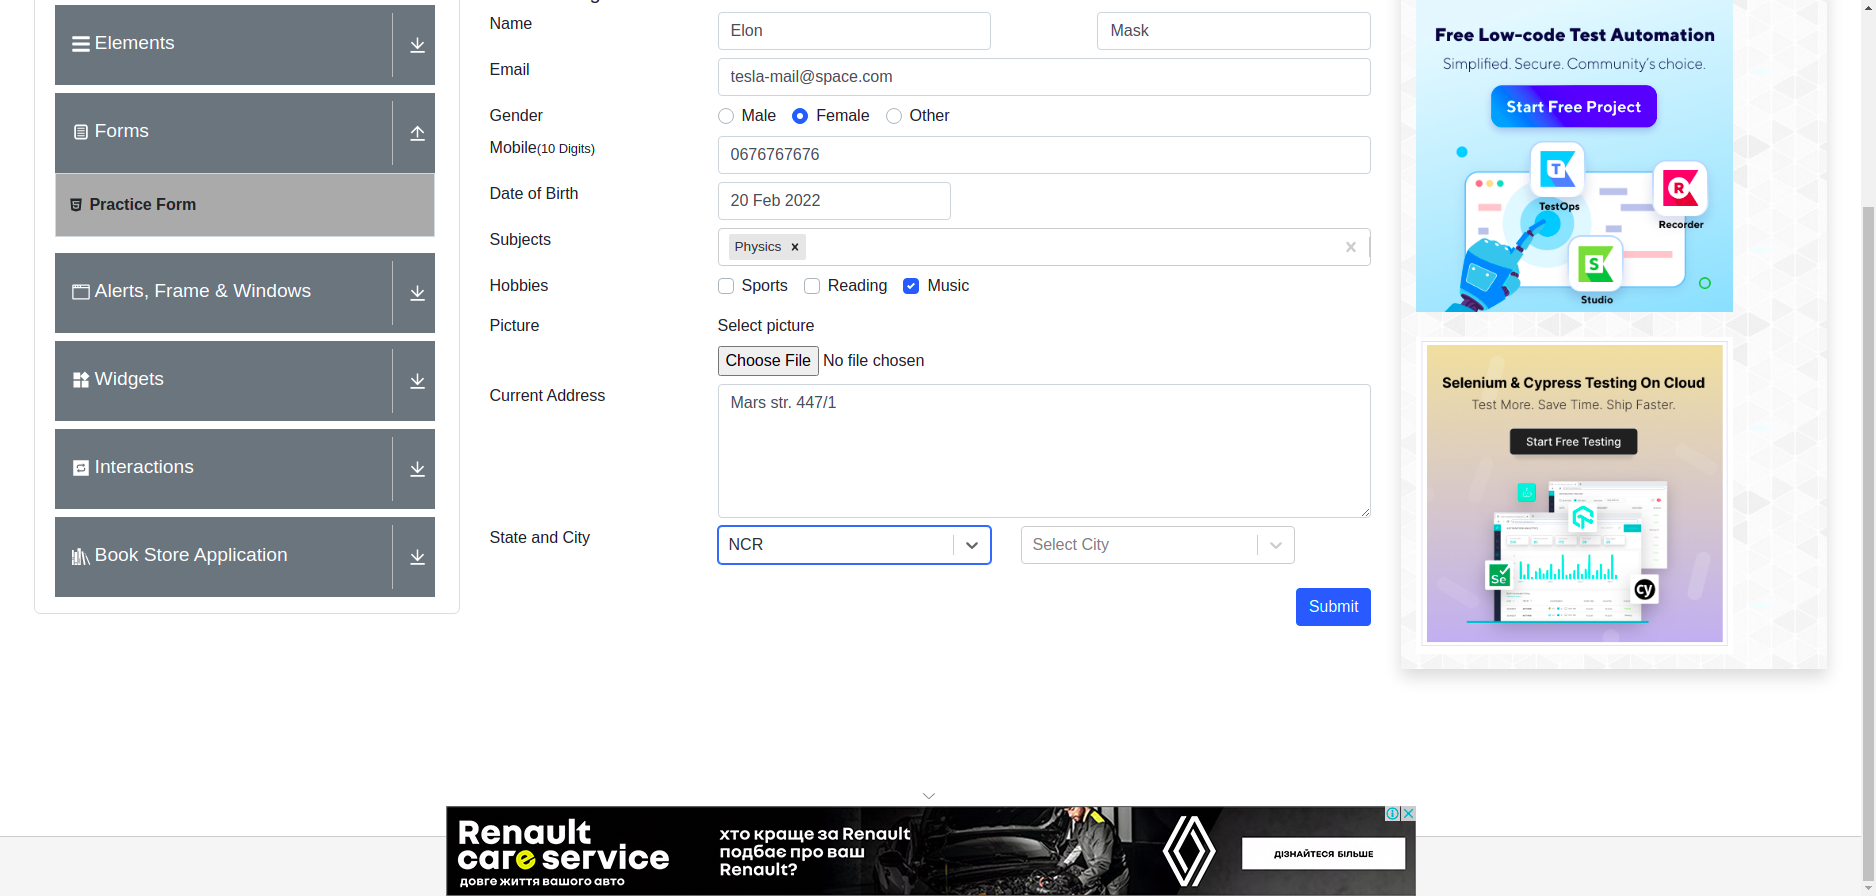 Elements
Forms
Practice Form
Alerts, Frame & Windows
Widgets
Interactions
Book Store Application
Name
Elon
Mask
Email
tesla-mail@space.com
Gender
Male
Female
Other
Mobile(10 Digits)
0676767676
Date of Birth
20 Feb 2022
Subjects
Physics
Hobbies
Sports
Reading
Music
Picture
Select picture
Choose File No file chosen
Current Address
Mars str. 447/1
State and City
NCR
Select City
Submit
Free Low-code Test Automation
Simplified. Secure. Community's choice.
Start Free Project
TestOps
Recorder
Studio
Selenium & Cypress Testing On Cloud
Test More. Save Time. Ship Faster.
Start Free Testing
Se
cy
Renault
care service
довге життя вашого авто
хто краще за Renault
подбає про ваш
Renault?
ДІЗНАЙТЕСЯ БІЛЬШЕ